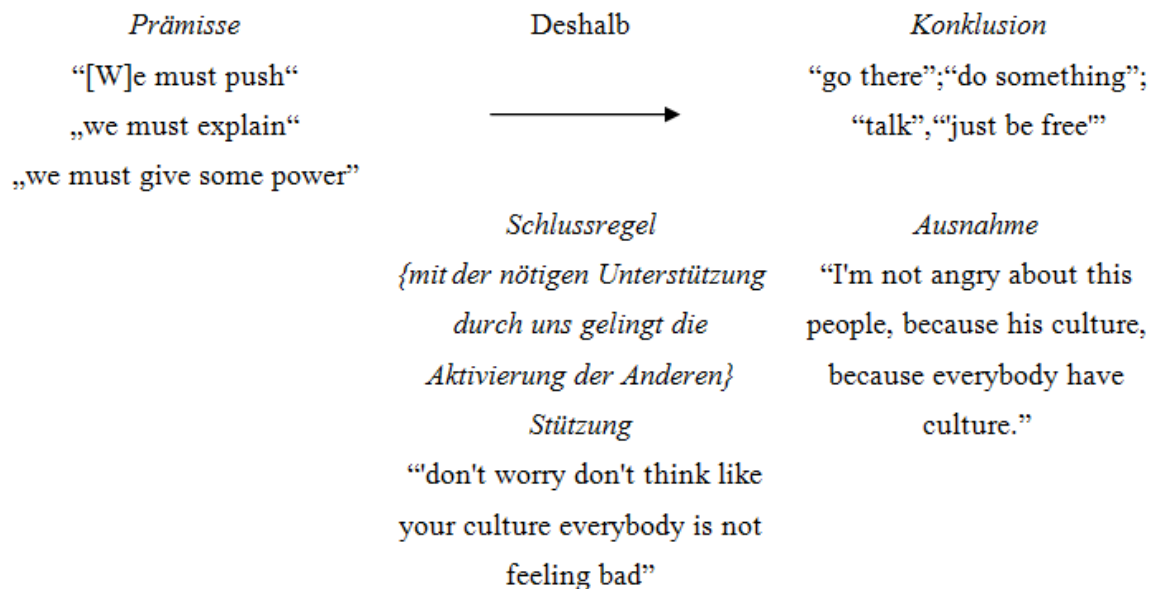 Prämisse
“[W]e must push“
„we must explain“
„we must give some power”
Deshalb
Konklusion
“go there”;“do something”;
“talk”,“'just be free'”
Schlussregel
{mit der nötigen Unterstützung
durch uns gelingt die
Aktivierung der Anderen}
Stützung
“'don't worry don't think like
your culture everybody is not
feeling bad”
Ausnahme
“I'm not angry about this
people, because his culture,
because everybody have
culture.”